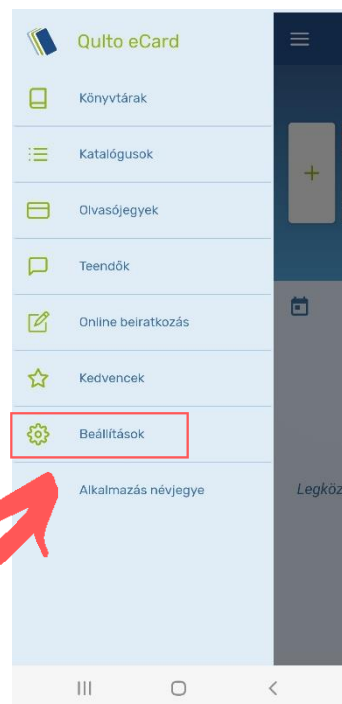 Qulto eCard
Könyvtárak
Katalógusok
Olvasójegyek
Teendők
Online beiratkozás
Kedvencek
Beállítások
Alkalmazás névjegye
Legköz